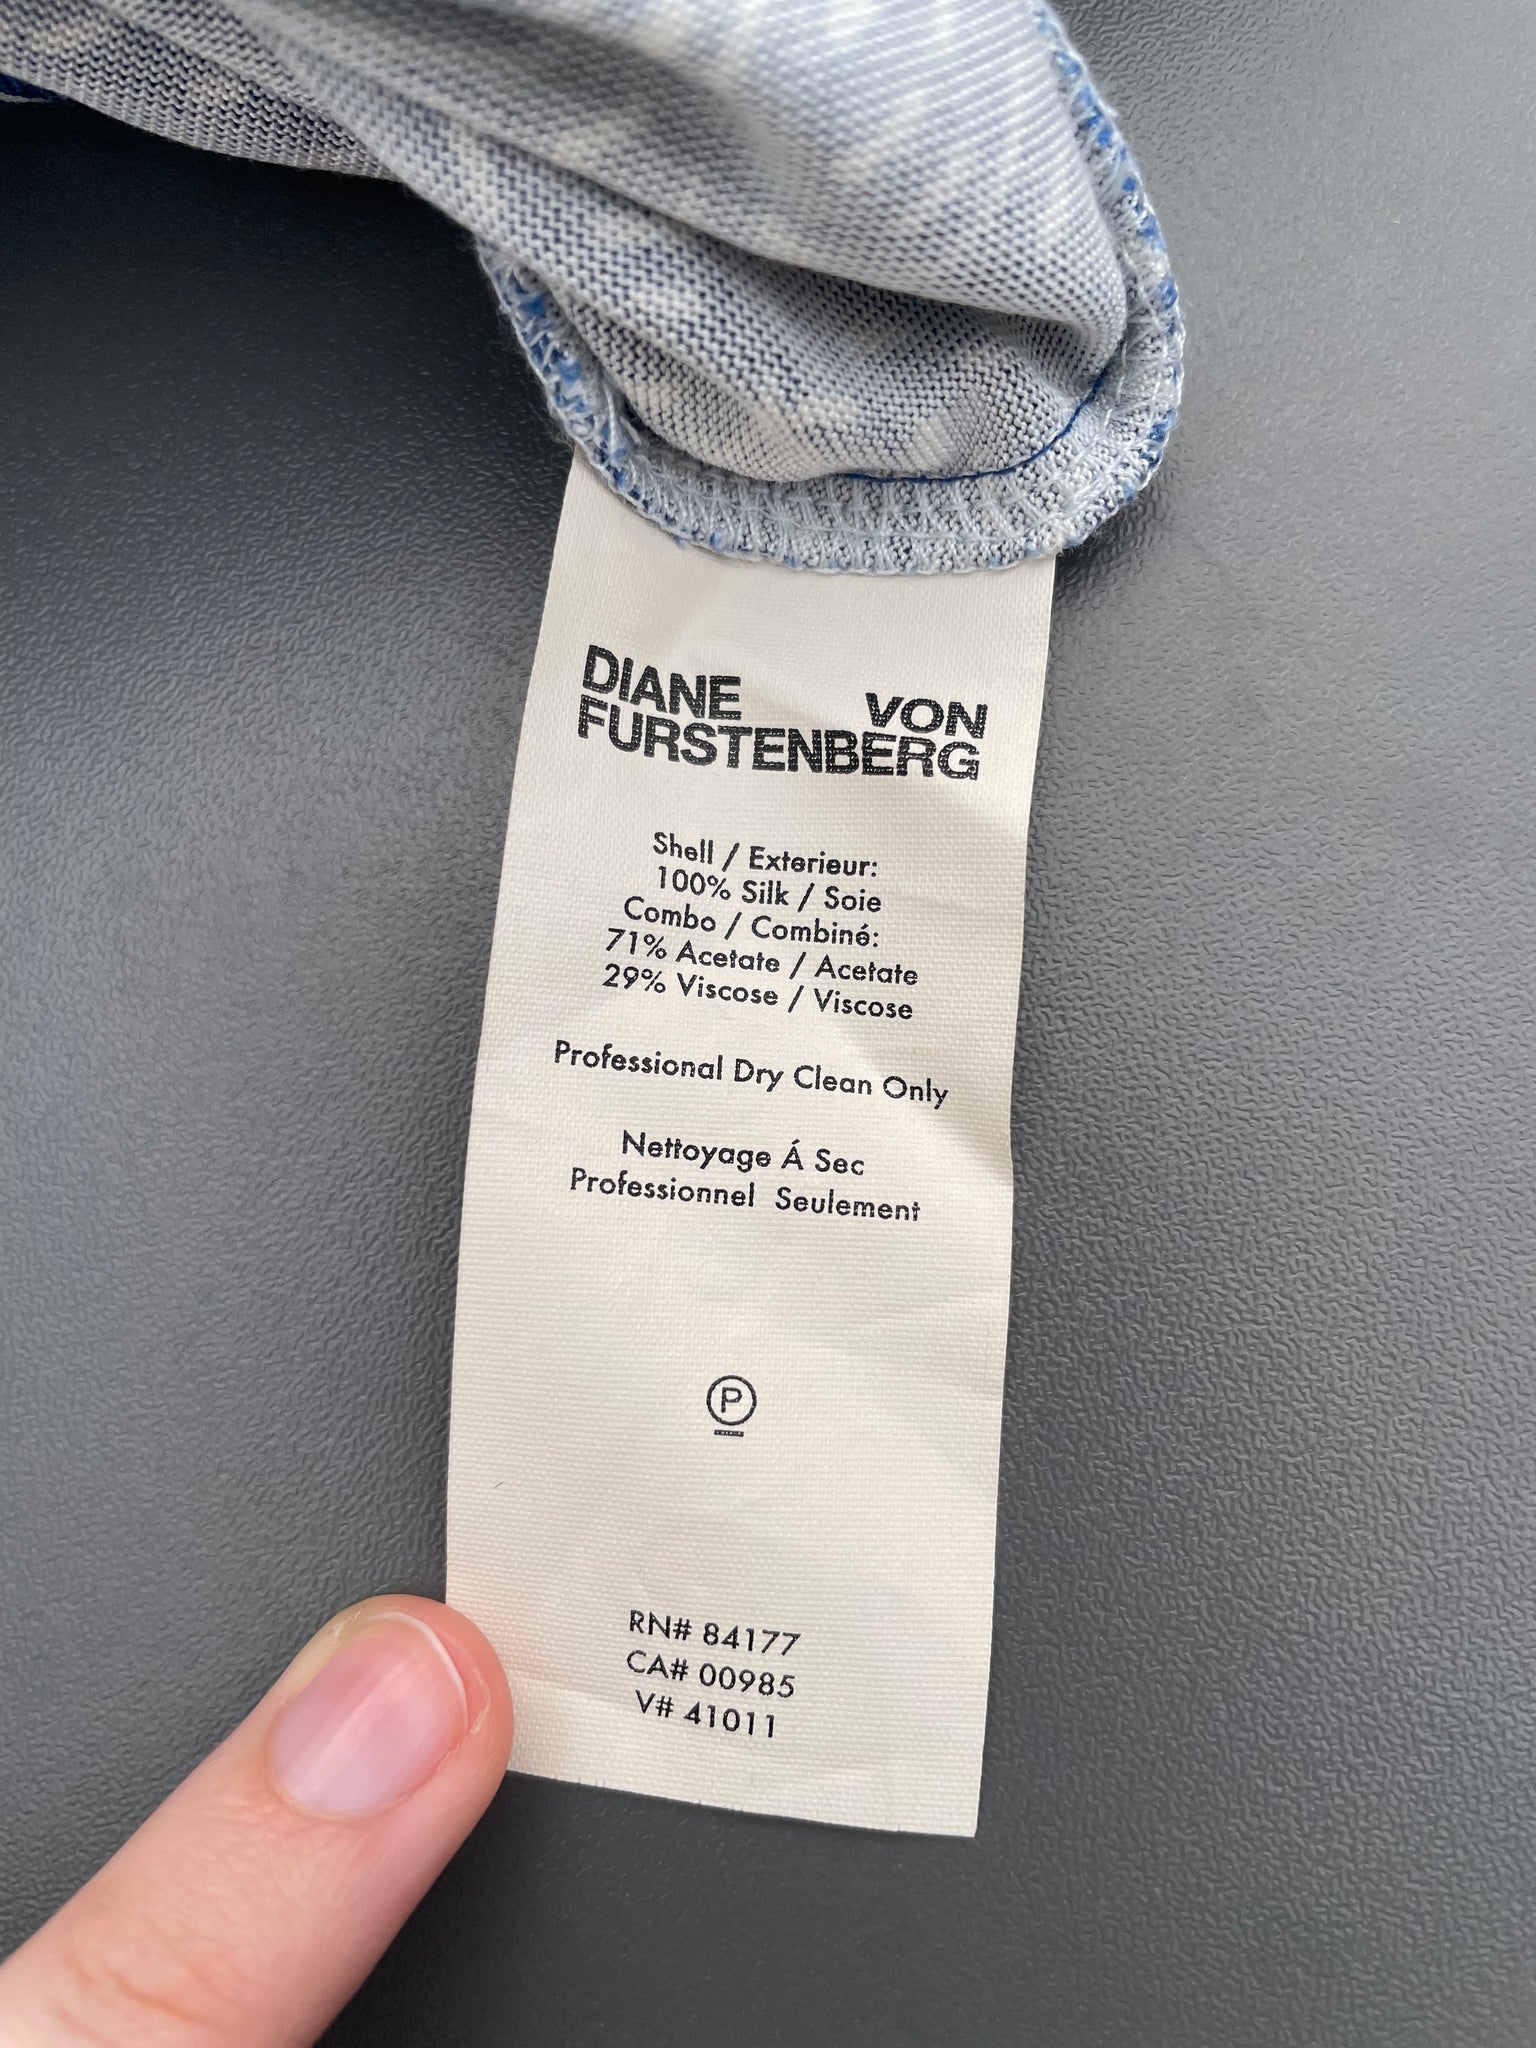 DIANE VON
FURSTENBERG
Shell / Exterieur:
100% Silk / Soie
Combo / Combiné:
71% Acetate / Acetate
29% Viscose / Viscose
Professional Dry Clean Only
Nettoyage Á Sec
Professionnel Seulement
P
RN# 84177
CA# 00985
V# 41011